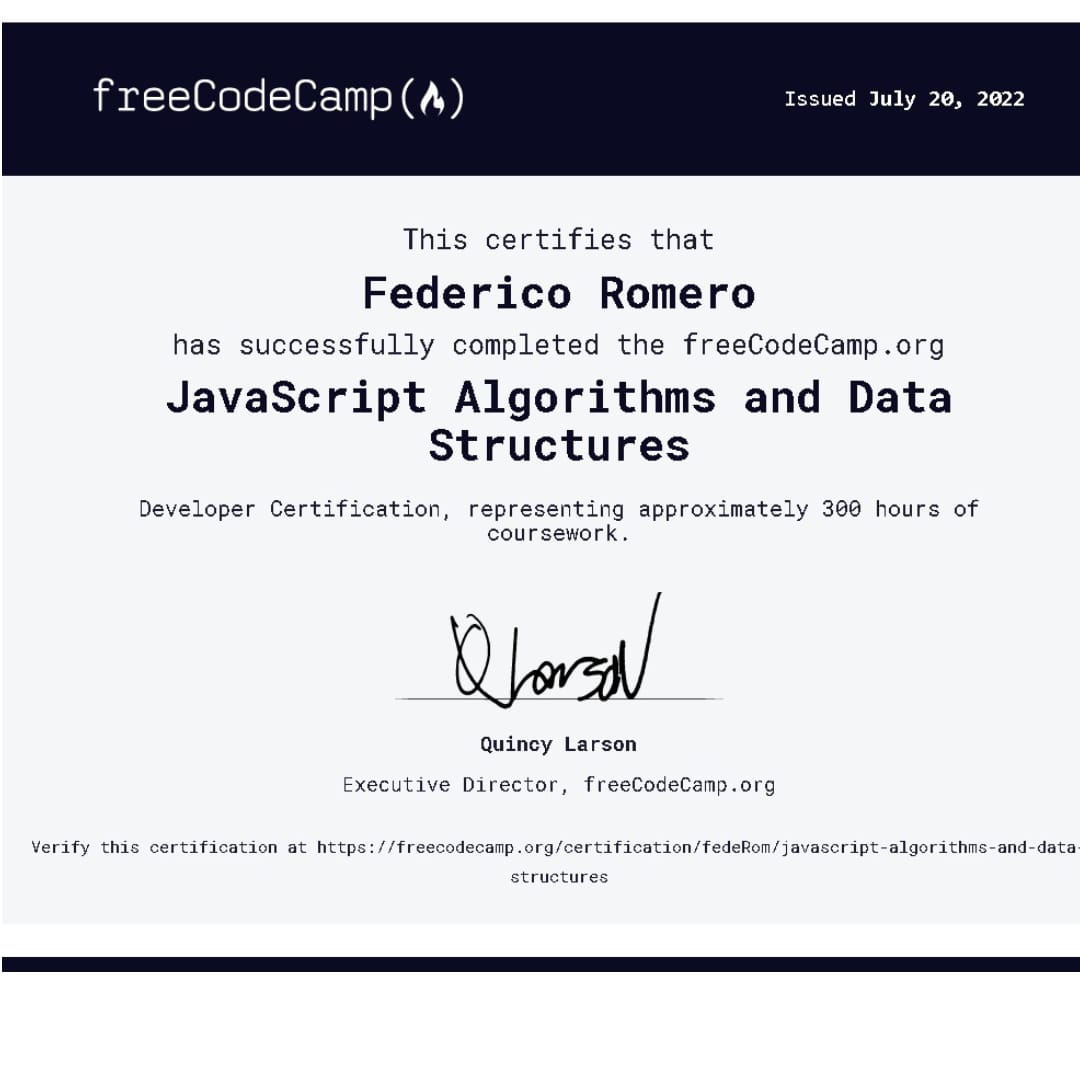 freeCodeCamp
Issued July 20, 2022
This certifies that
Federico Romero
has successfully completed the freeCodeCamp.org
JavaScript Algorithms and Data
Structures
Developer Certification, representing approximately 300 hours of
coursework.
Q Larson
Quincy Larson
Executive Director, freeCodeCamp.org
Verify this certification at https://freecodecamp.org/certification/fedeRom/javascript-algorithms-and-data-
structures